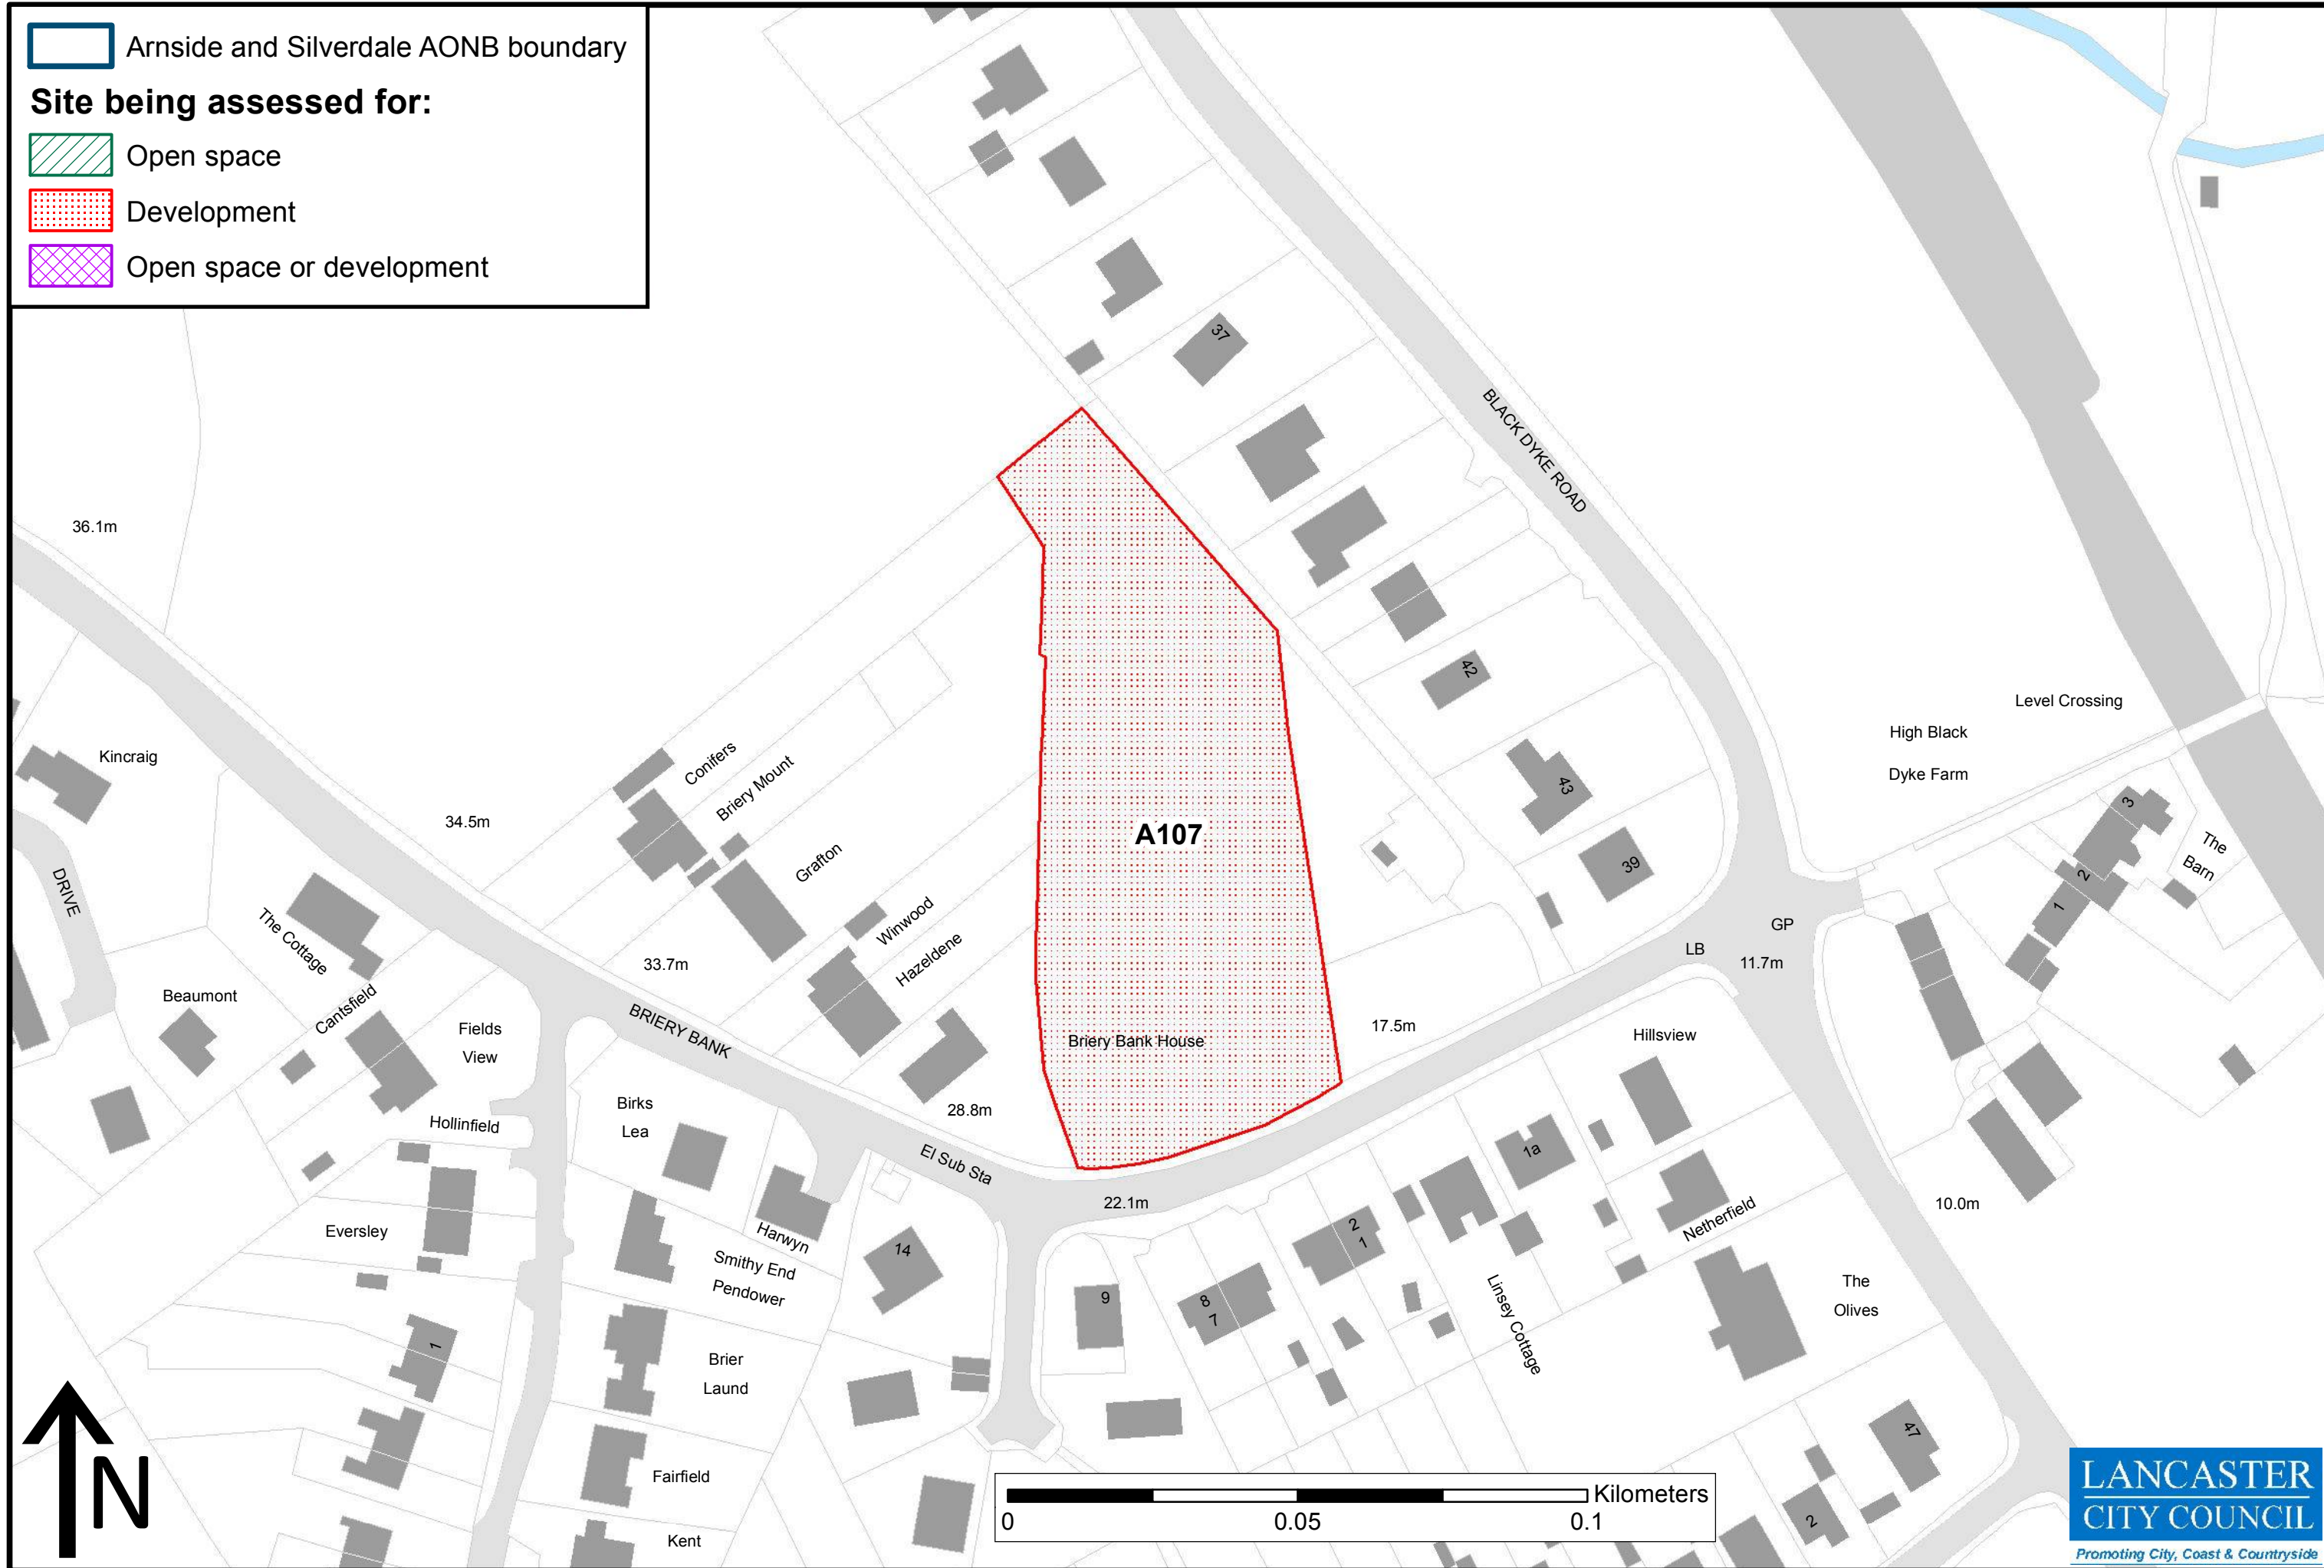 Arnside and Silverdale AONB boundary
Site being assessed for:
Open space
Development
Open space or development
37
BLACK DYKE ROAD
36.1m
42
Level Crossing
High Black
Dyke Farm
Kincraig
Conifers
Briery Mount
43
3
The
Barn
2
1
34.5m
A107
Grafton
39
DRIVE
The Cottage
Winwood
Hazeldene
GP
LB
11.7m
33.7m
Beaumont
Cantsfield
Fields
View
BRIERY BANK
Briery Bank House
17.5m
Hillsview
Birks
Lea
28.8m
Hollinfield
1a
El Sub Sta
22.1m
10.0m
Netherfield
Eversley
Harwyn
14
2
1
Smithy End
Pendower
The
Olives
9
8
7
Linsey Cottage
1
Brier
Laund
47
Fairfield
2
Kent
N
Kilometers
0
0.05
0.1
LANCASTER
CITY COUNCIL
Promoting City, Coast & Countryside